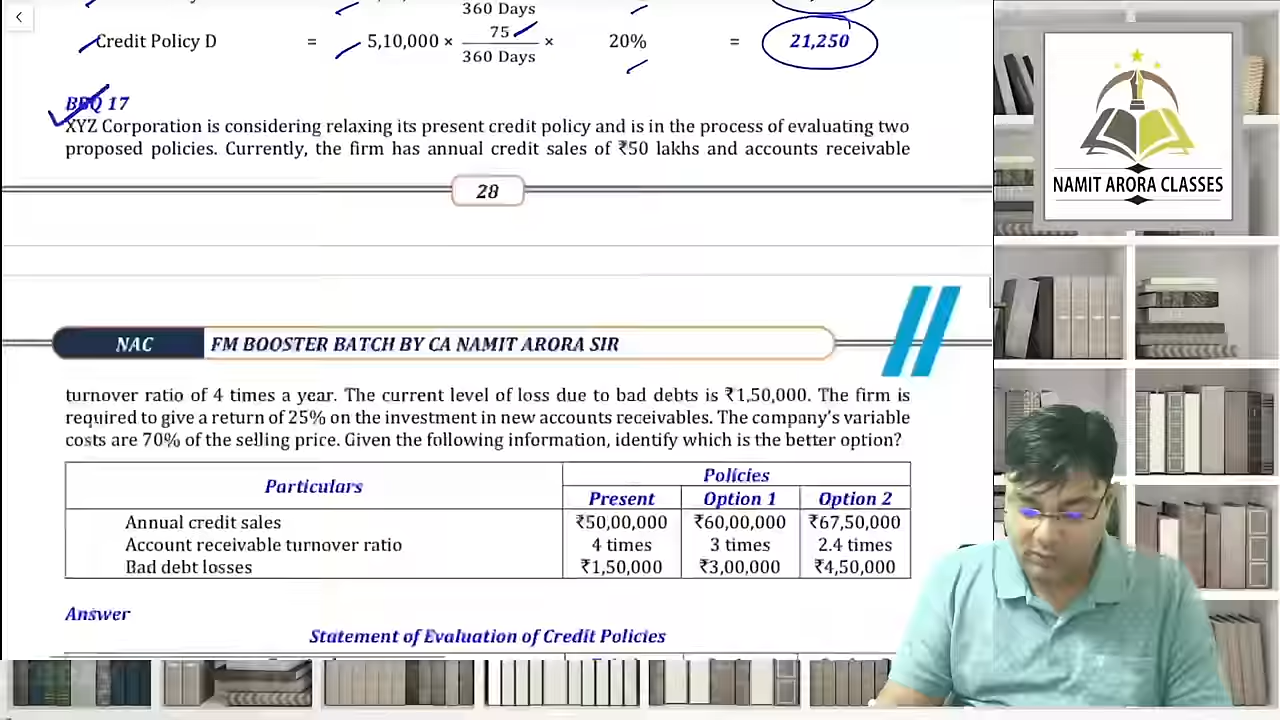 360 Days
Credit Policy D = 5,10,000 × 75 / 360 Days × 20% = 21,250
BBQ 17
XYZ Corporation is considering relaxing its present credit policy and is in the process of evaluating two
proposed policies. Currently, the firm has annual credit sales of ₹50 lakhs and accounts receivable
28
NAC FM BOOSTER BATCH BY CA NAMIT ARORA SIR
turnover ratio of 4 times a year. The current level of loss due to bad debts is ₹1,50,000. The firm is
required to give a return of 25% on the investment in new accounts receivables. The company's variable
costs are 70% of the selling price. Given the following information, identify which is the better option?
Particulars Policies
Present Option 1 Option 2
Annual credit sales ₹50,00,000 ₹60,00,000 ₹67,50,000
Account receivable turnover ratio 4 times 3 times 2.4 times
Bad debt losses ₹1,50,000 ₹3,00,000 ₹4,50,000
Answer
Statement of Evaluation of Credit Policies
NAMIT ARORA CLASSES